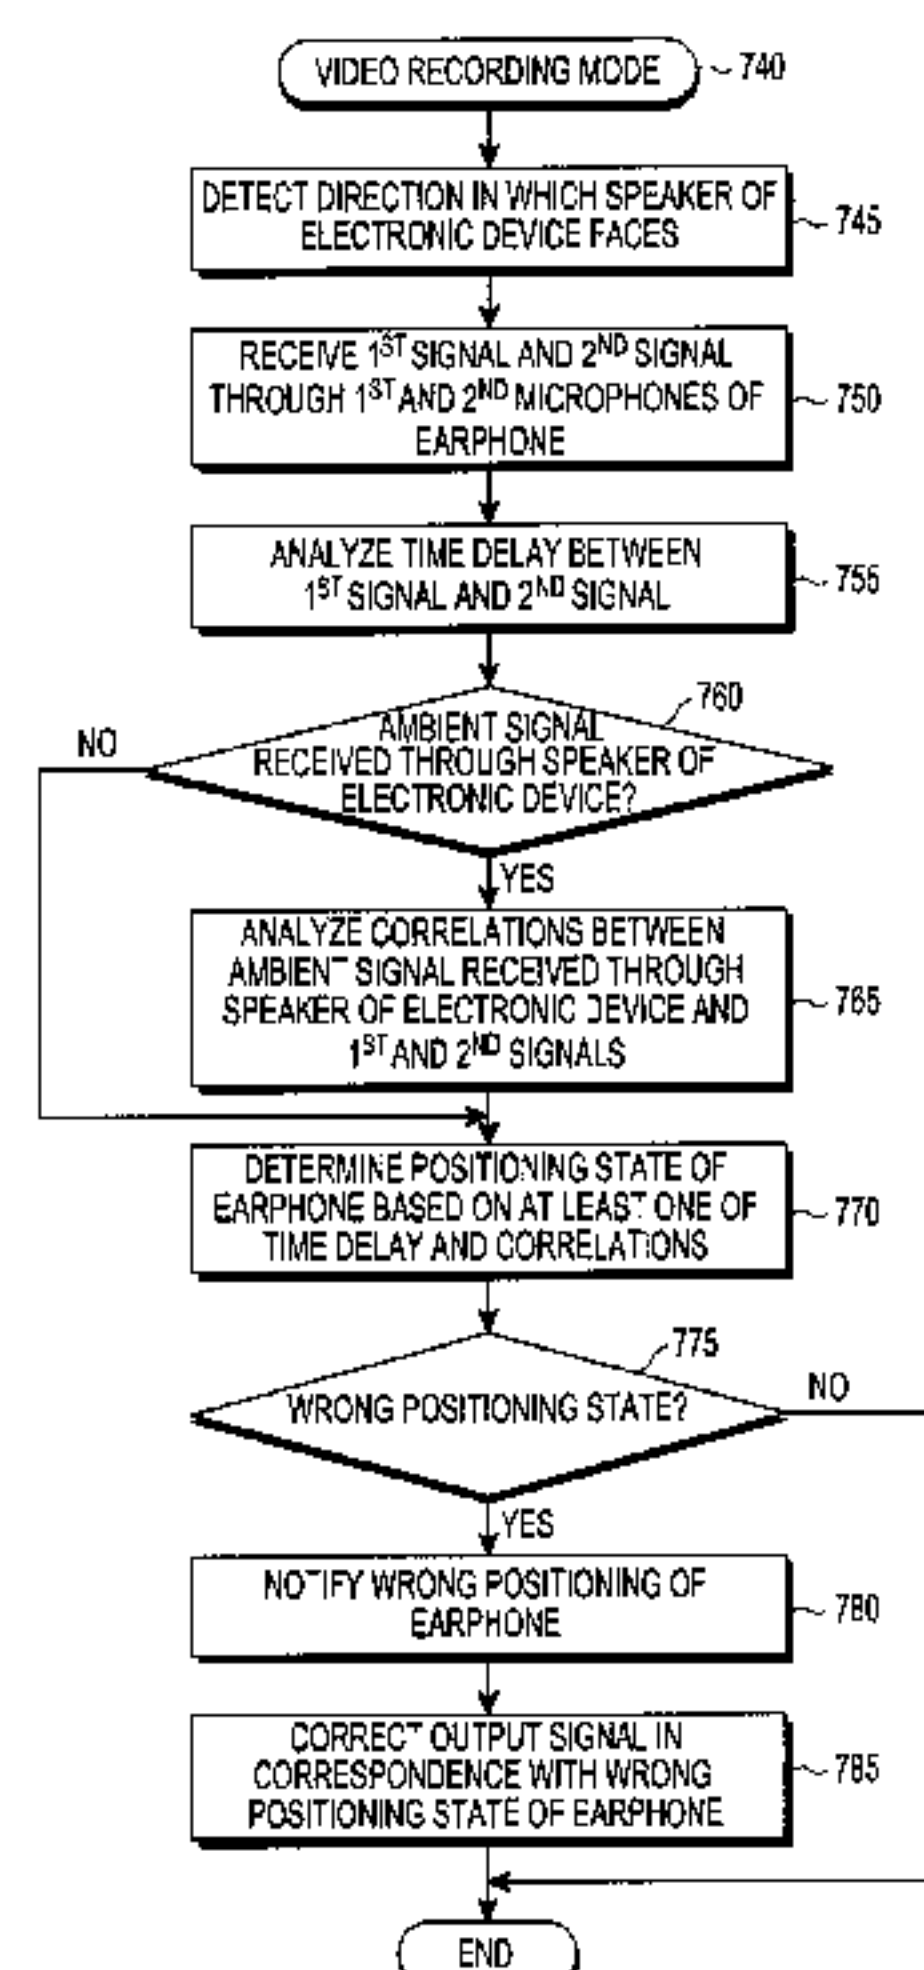 VIDEO RECORDING MODE
740
DETECT DIRECTION IN WHICH SPEAKER OF
ELECTRONIC DEVICE FACES
745
RECEIVE 1ST SIGNAL AND 2ND SIGNAL
THROUGH 1ST AND 2ND MICROPHONES OF
EARPHONE
750
ANALYZE TIME DELAY BETWEEN
1ST SIGNAL AND 2ND SIGNAL
755
760
AMBIENT SIGNAL
RECEIVED THROUGH SPEAKER OF
ELECTRONIC DEVICE?
NO
YES
ANALYZE CORRELATIONS BETWEEN
AMBIENT SIGNAL RECEIVED THROUGH
SPEAKER OF ELECTRONIC DEVICE AND
1ST AND 2ND SIGNALS
765
DETERMINE POSITIONING STATE OF
EARPHONE BASED ON AT LEAST ONE OF
TIME DELAY AND CORRELATIONS
770
775
WRONG POSITIONING STATE?
NO
YES
NOTIFY WRONG POSITIONING OF
EARPHONE
780
CORRECT OUTPUT SIGNAL IN
CORRESPONDENCE WITH WRONG
POSITIONING STATE OF EARPHONE
785
END